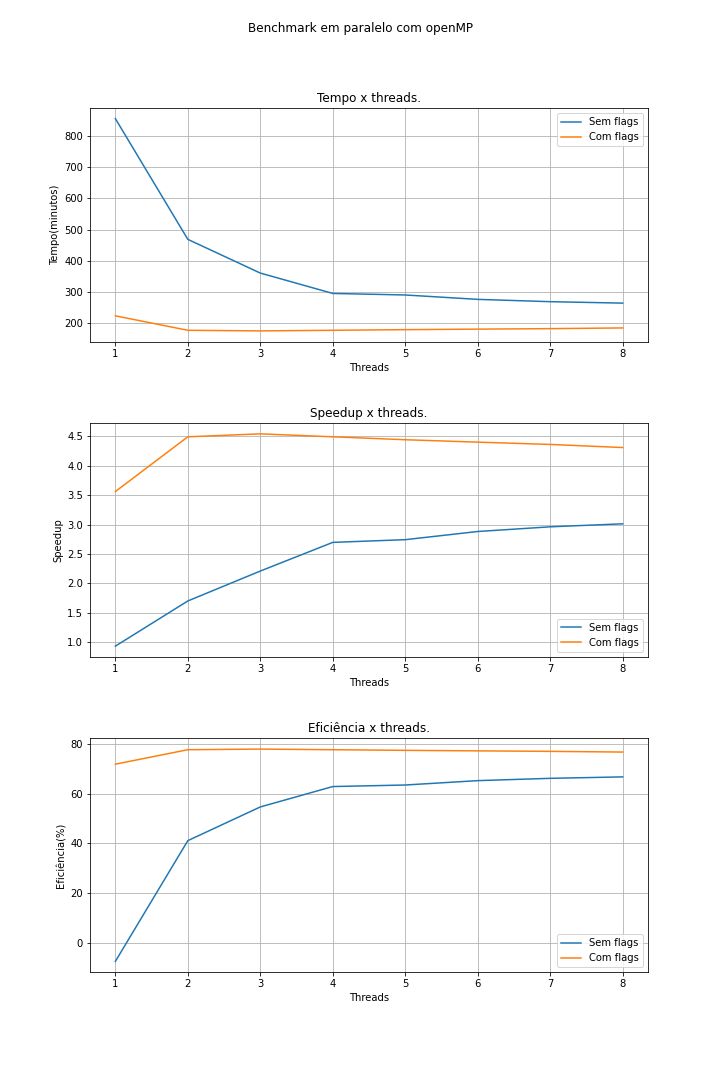 Benchmark em paralelo com openMP
Tempo x threads.
Tempo(minutos)
800
700
600
500
400
300
200
Sem flags
Com flags
1 2 3 4 5 6 7 8
Threads
Speedup x threads.
Speedup
4.5
4.0
3.5
3.0
2.5
2.0
1.5
1.0
Sem flags
Com flags
1 2 3 4 5 6 7 8
Threads
Eficiência x threads.
Eficiência(%)
80
60
40
20
0
Sem flags
Com flags
1 2 3 4 5 6 7 8
Threads